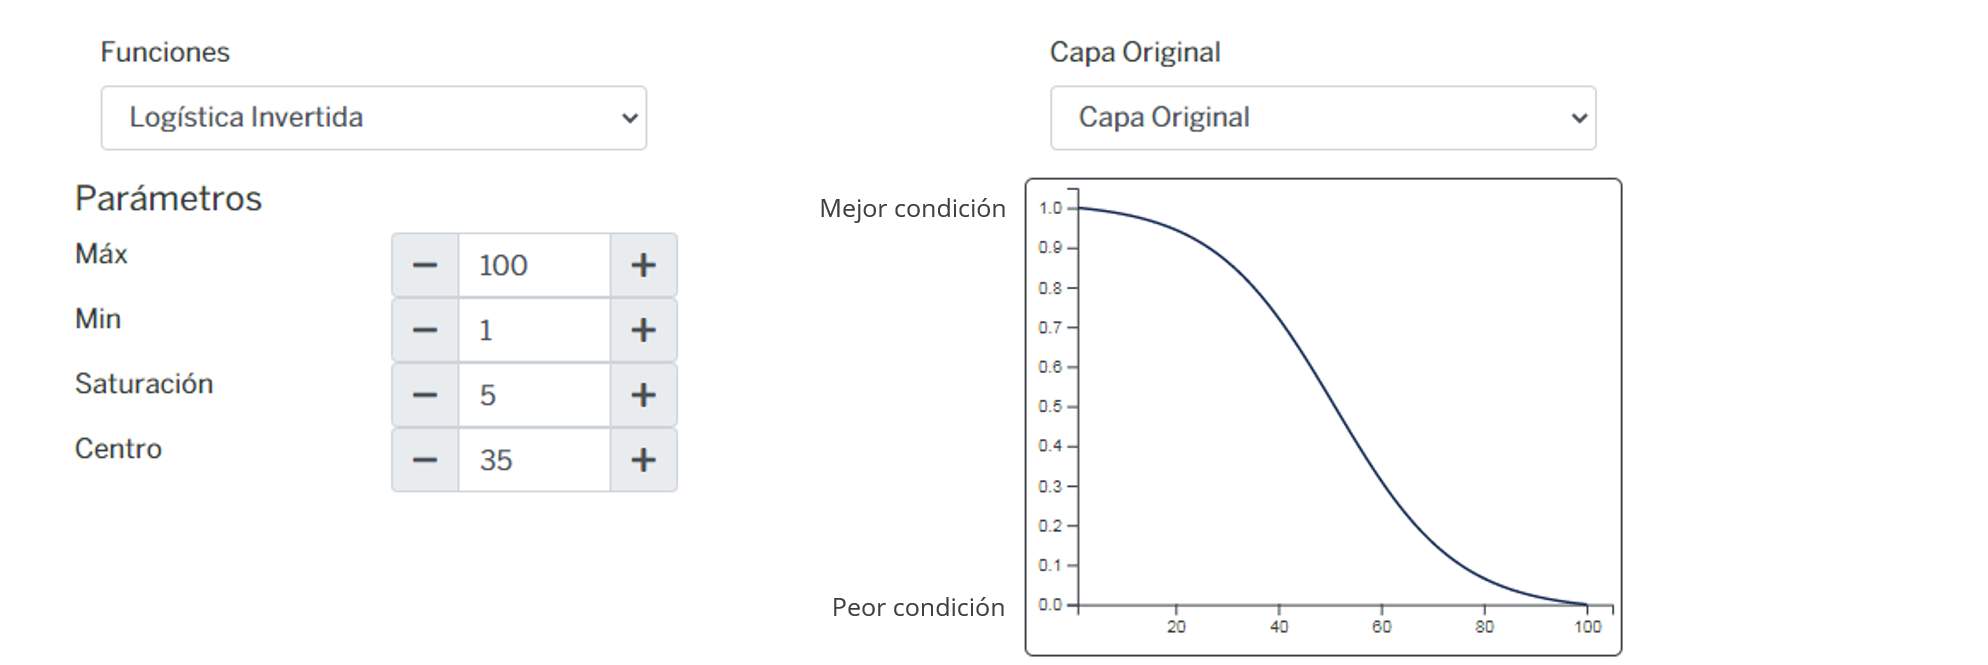 Funciones
Logística Invertida
Parámetros
Máx
100
Min
1
Saturación
5
Centro
35
Capa Original
Capa Original
Mejor condición
Peor condición
1.0
0.9
0.8
0.7
0.6
0.5
0.4
0.3
0.2
0.1
0.0
20 40 60 80 100